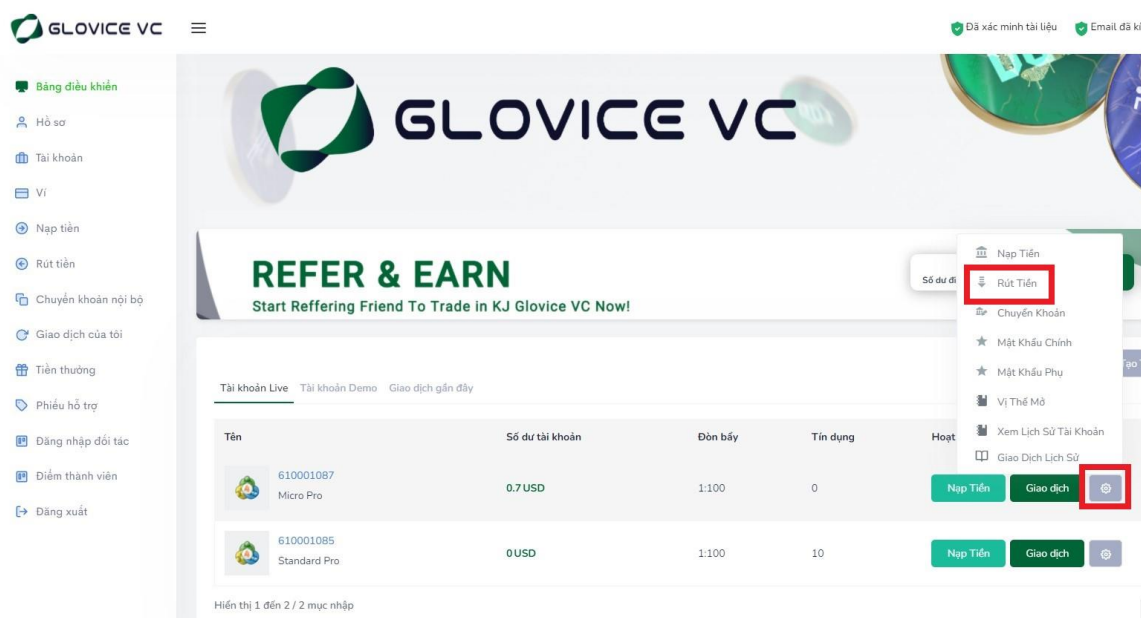 GLOVICE VC
Đã xác minh tài liệu
Email đã ki
Bảng điều khiển
Hồ sơ
Tài khoản
Ví
Nạp tiền
Rút tiền
Chuyển khoản nội bộ
Giao dịch của tôi
Tiền thưởng
Phiếu hỗ trợ
Đăng nhập đối tác
Điểm thành viên
Đăng xuất
GLOVICE VC
REFER & EARN
Start Reffering Friend To Trade in KJ Glovice VC Now!
Số dư đi
Nạp Tiền
Rút Tiền
Chuyển Khoản
Mật Khẩu Chính
Mật Khẩu Phụ
Vị Thế Mở
Xem Lịch Sử Tài Khoản
Giao Dịch Lịch Sử
Tài khoản Live Tài khoản Demo Giao dịch gần đây
Tên Số dư tài khoản Đòn bẩy Tín dụng Hoạt
610001087
Micro Pro 0.7 USD 1:100 0 Nạp Tiền Giao dịch
610001085
Standard Pro 0 USD 1:100 10 Nạp Tiền Giao dịch
Hiển thị 1 đến 2 / 2 mục nhập